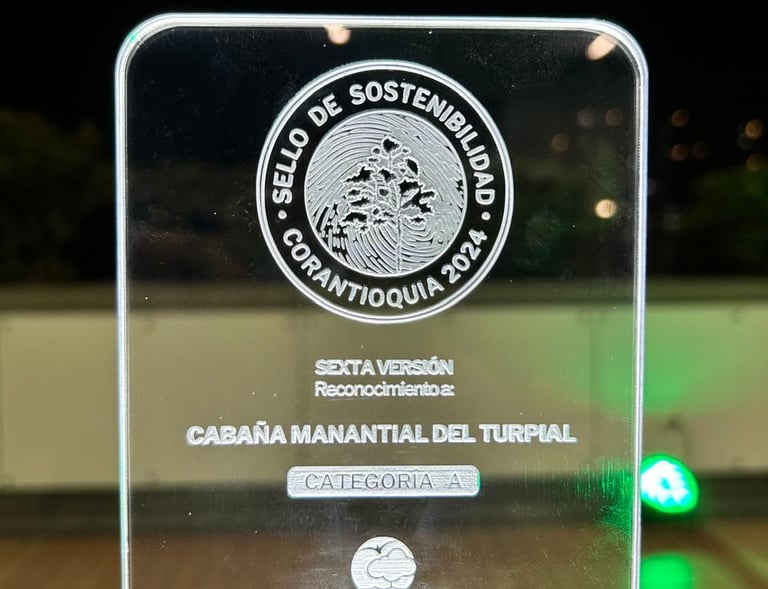 SELLO DE SOSTENIBILIDAD
CORANTIOQUIA 2024
SEXTA VERSIÓN
Reconocimiento a:
CABAÑA MANANTIAL DEL TURPIAL
CATEGORIA A